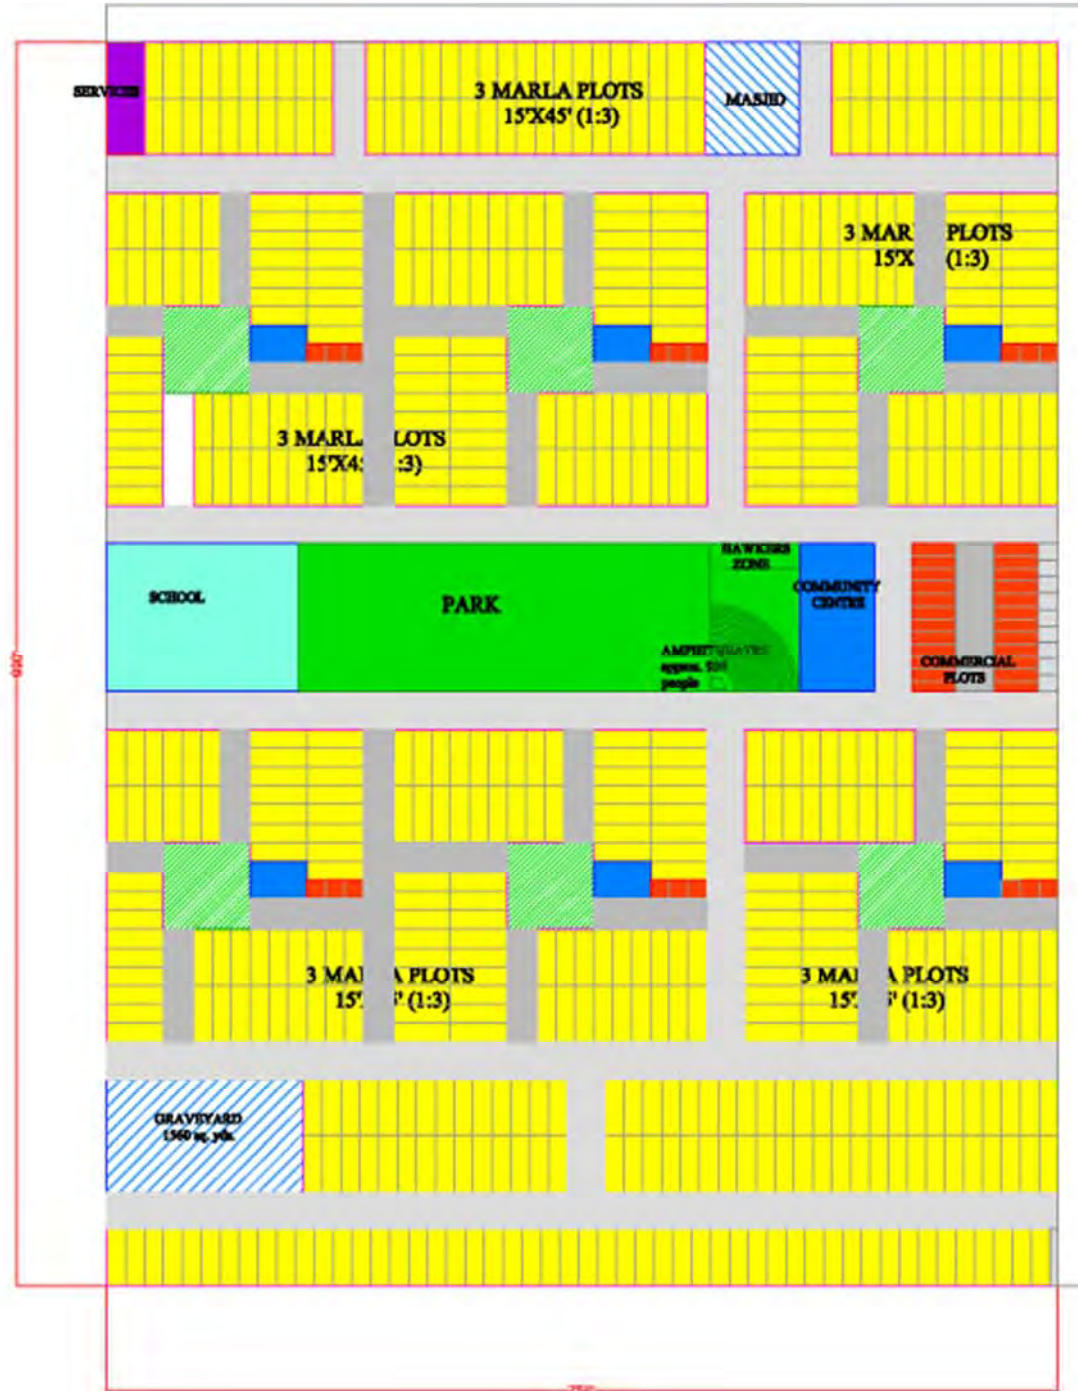 SERVICES
3 MARLA PLOTS
15'X45' (1:3)
MASJID
3 MAR PLOTS
15'X (1:3)
3 MARL LOTS
15'X4 :3)
SCHOOL
PARK
HAWKERS
ZONE
COMMUNITY
CENTRE
approx.
people
COMMERCIAL
PLOTS
3 MA A PLOTS
15' ' (1:3)
3 MA A PLOTS
15' ' (1:3)
GRAVEYARD
1560 sq. yds.